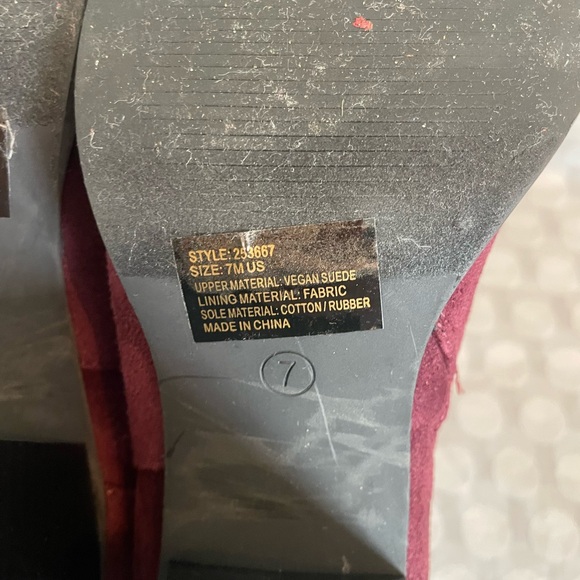 STYLE: 253667
SIZE: 7M US
UPPER MATERIAL: VEGAN SUEDE
LINING MATERIAL: FABRIC
SOLE MATERIAL: COTTON / RUBBER
MADE IN CHINA
7